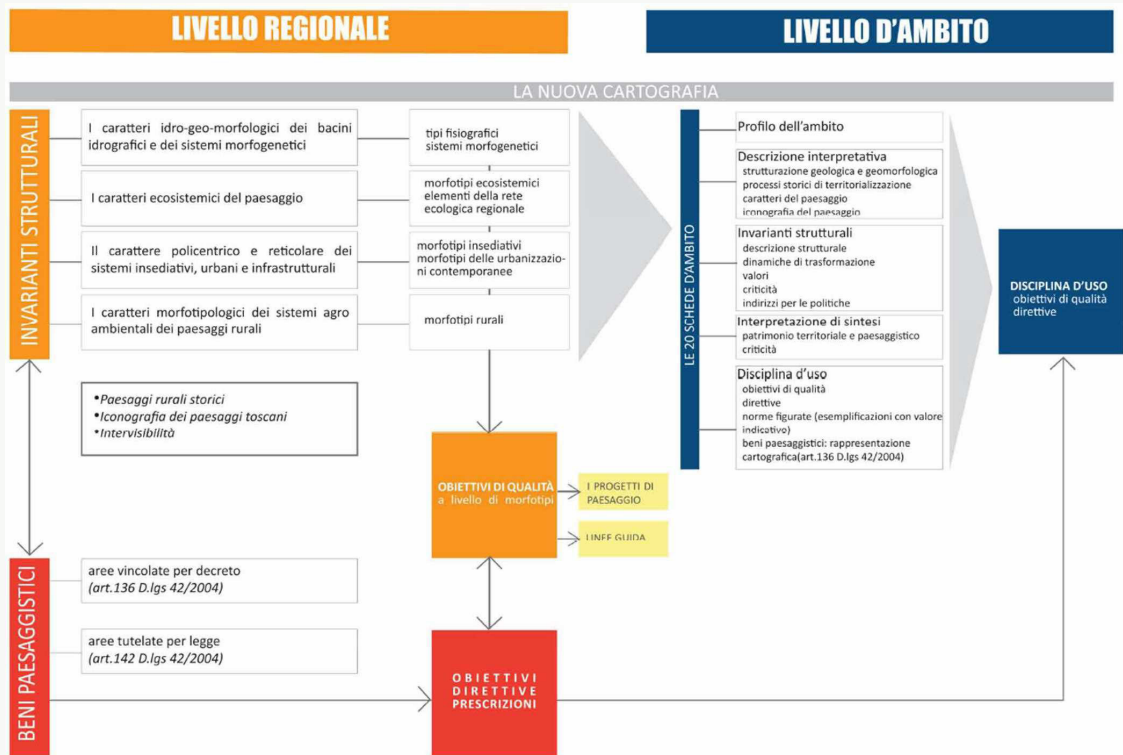 LIVELLO REGIONALE
LIVELLO D'AMBITO
LA NUOVA CARTOGRAFIA
INVARIANTI STRUTTURALI
I caratteri idro-geo-morfologici dei bacini
idrografici e dei sistemi morfogenetici
tipi fisiografici
sistemi morfogenetici
I caratteri ecosistemici del paesaggio
morfotipi ecosistemici
elementi della rete
ecologica regionale
Il carattere policentrico e reticolare dei
sistemi insediativi, urbani e infrastrutturali
morfotipi insediativi
morfotipi delle urbanizzazio-
ni contemporanee
I caratteri morfotipologici dei sistemi agro
ambientali dei paesaggi rurali
morfotipi rurali
•Paesaggi rurali storici
•Iconografia dei paesaggi toscani
•Intervisibilità
OBIETTIVI DI QUALITÀ
a livello di morfotipi
I PROGETTI DI
PAESAGGIO
LINEE GUIDA
BENI PAESAGGISTICI
aree vincolate per decreto
(art.136 D.lgs 42/2004)
aree tutelate per legge
(art.142 D.lgs 42/2004)
OBIETTIVI
DIRETTIVE
PRESCRIZIONI
LE 20 SCHEDE D'AMBITO
Profilo dell'ambito
Descrizione interpretativa
strutturazione geologica e geomorfologica
processi storici di territorializzazione
caratteri del paesaggio
iconografia del paesaggio
Invarianti strutturali
descrizione strutturale
dinamiche di trasformazione
valori
criticità
indirizzi per le politiche
Interpretazione di sintesi
patrimonio territoriale e paesaggistico
criticità
Disciplina d'uso
obiettivi di qualità
direttive
norme figurate (esemplificazioni con valore
indicativo)
beni paesaggistici: rappresentazione
cartografica(art.136 D.lgs 42/2004)
DISCIPLINA D'USO
obiettivi di qualità
direttive